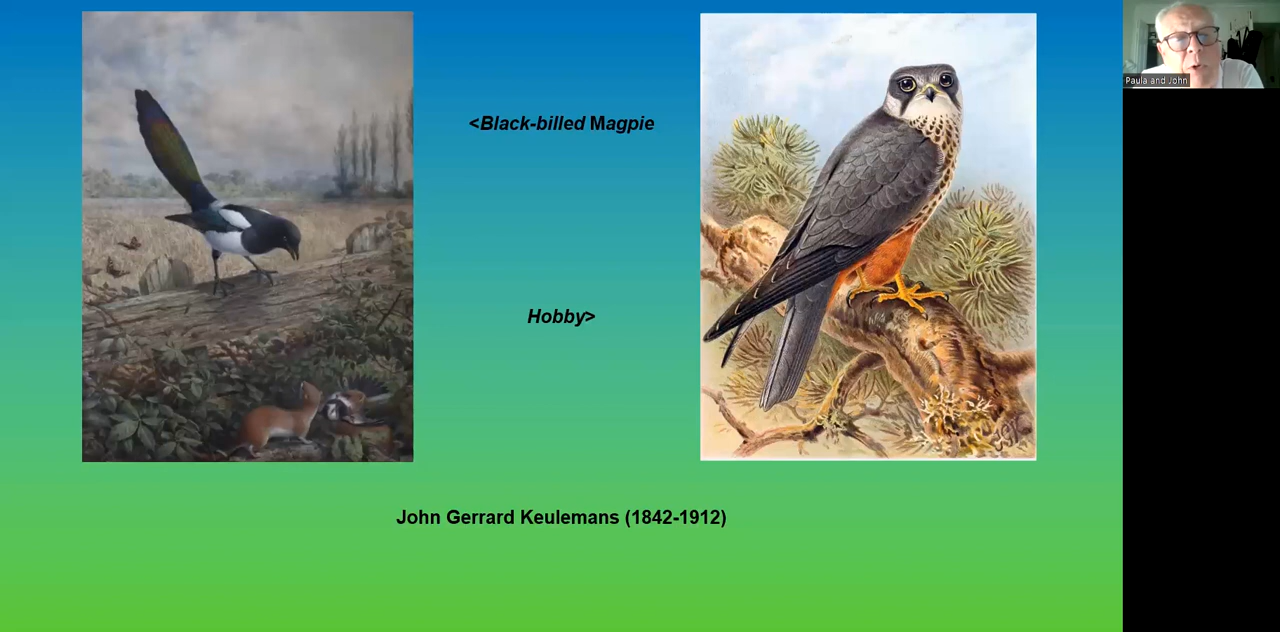 <Black-billed Magpie
Hobby>
John Gerrard Keulemans (1842-1912)
Paula and John